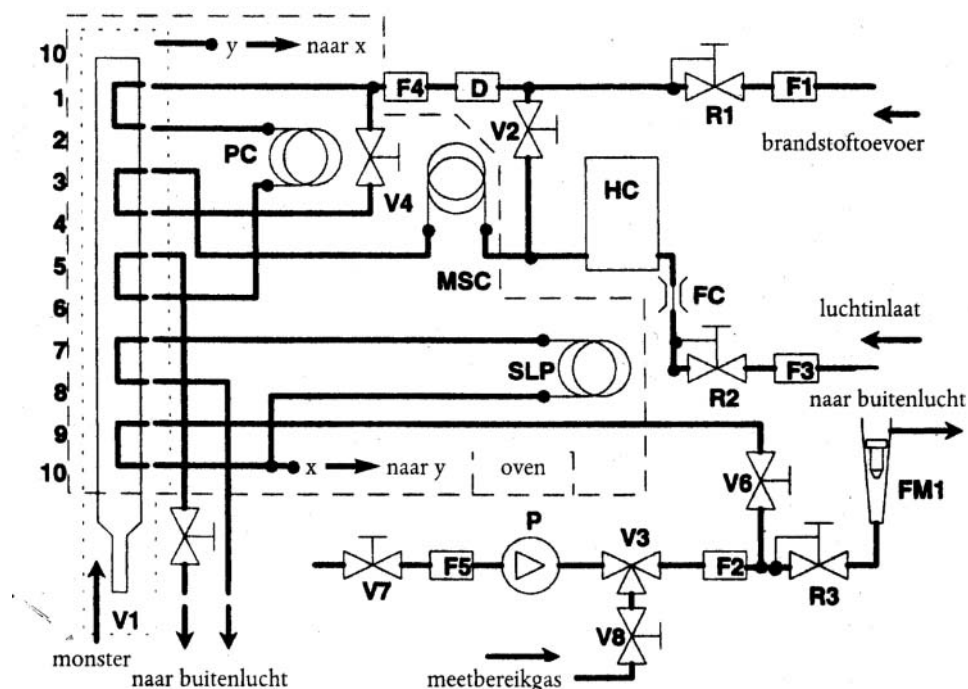 10
y naar x
1
F4
D
R1
F1
brandstoftoevoer
2
PC
V4
V2
3
HC
4
MSC
5
6
FC
luchtinlaat
7
SLP
R2
F3
8
naar buitenlucht
9
10
x naar y
oven
V6
FM1
P
V3
F2
R3
V7
F5
V8
V1
monster
naar buitenlucht
meetbereikgas